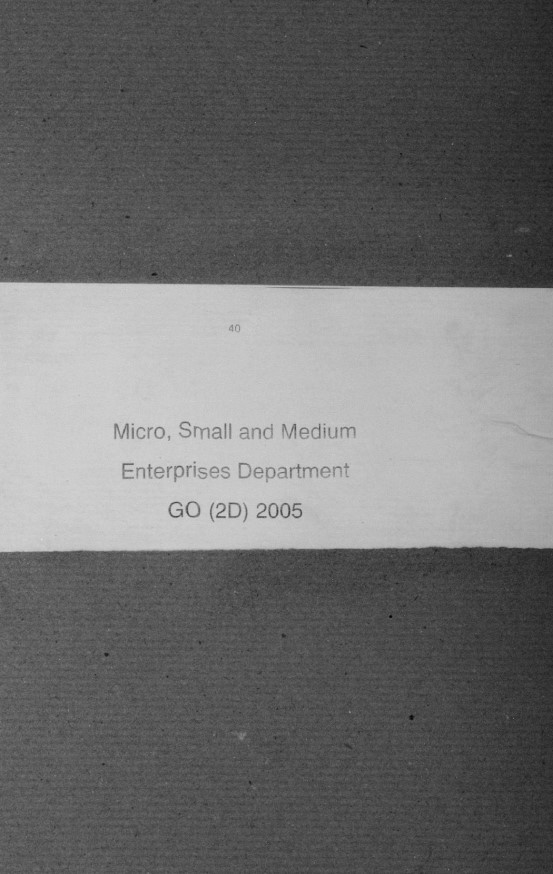 40
Micro, Small and Medium
Enterprises Department
GO (2D) 2005